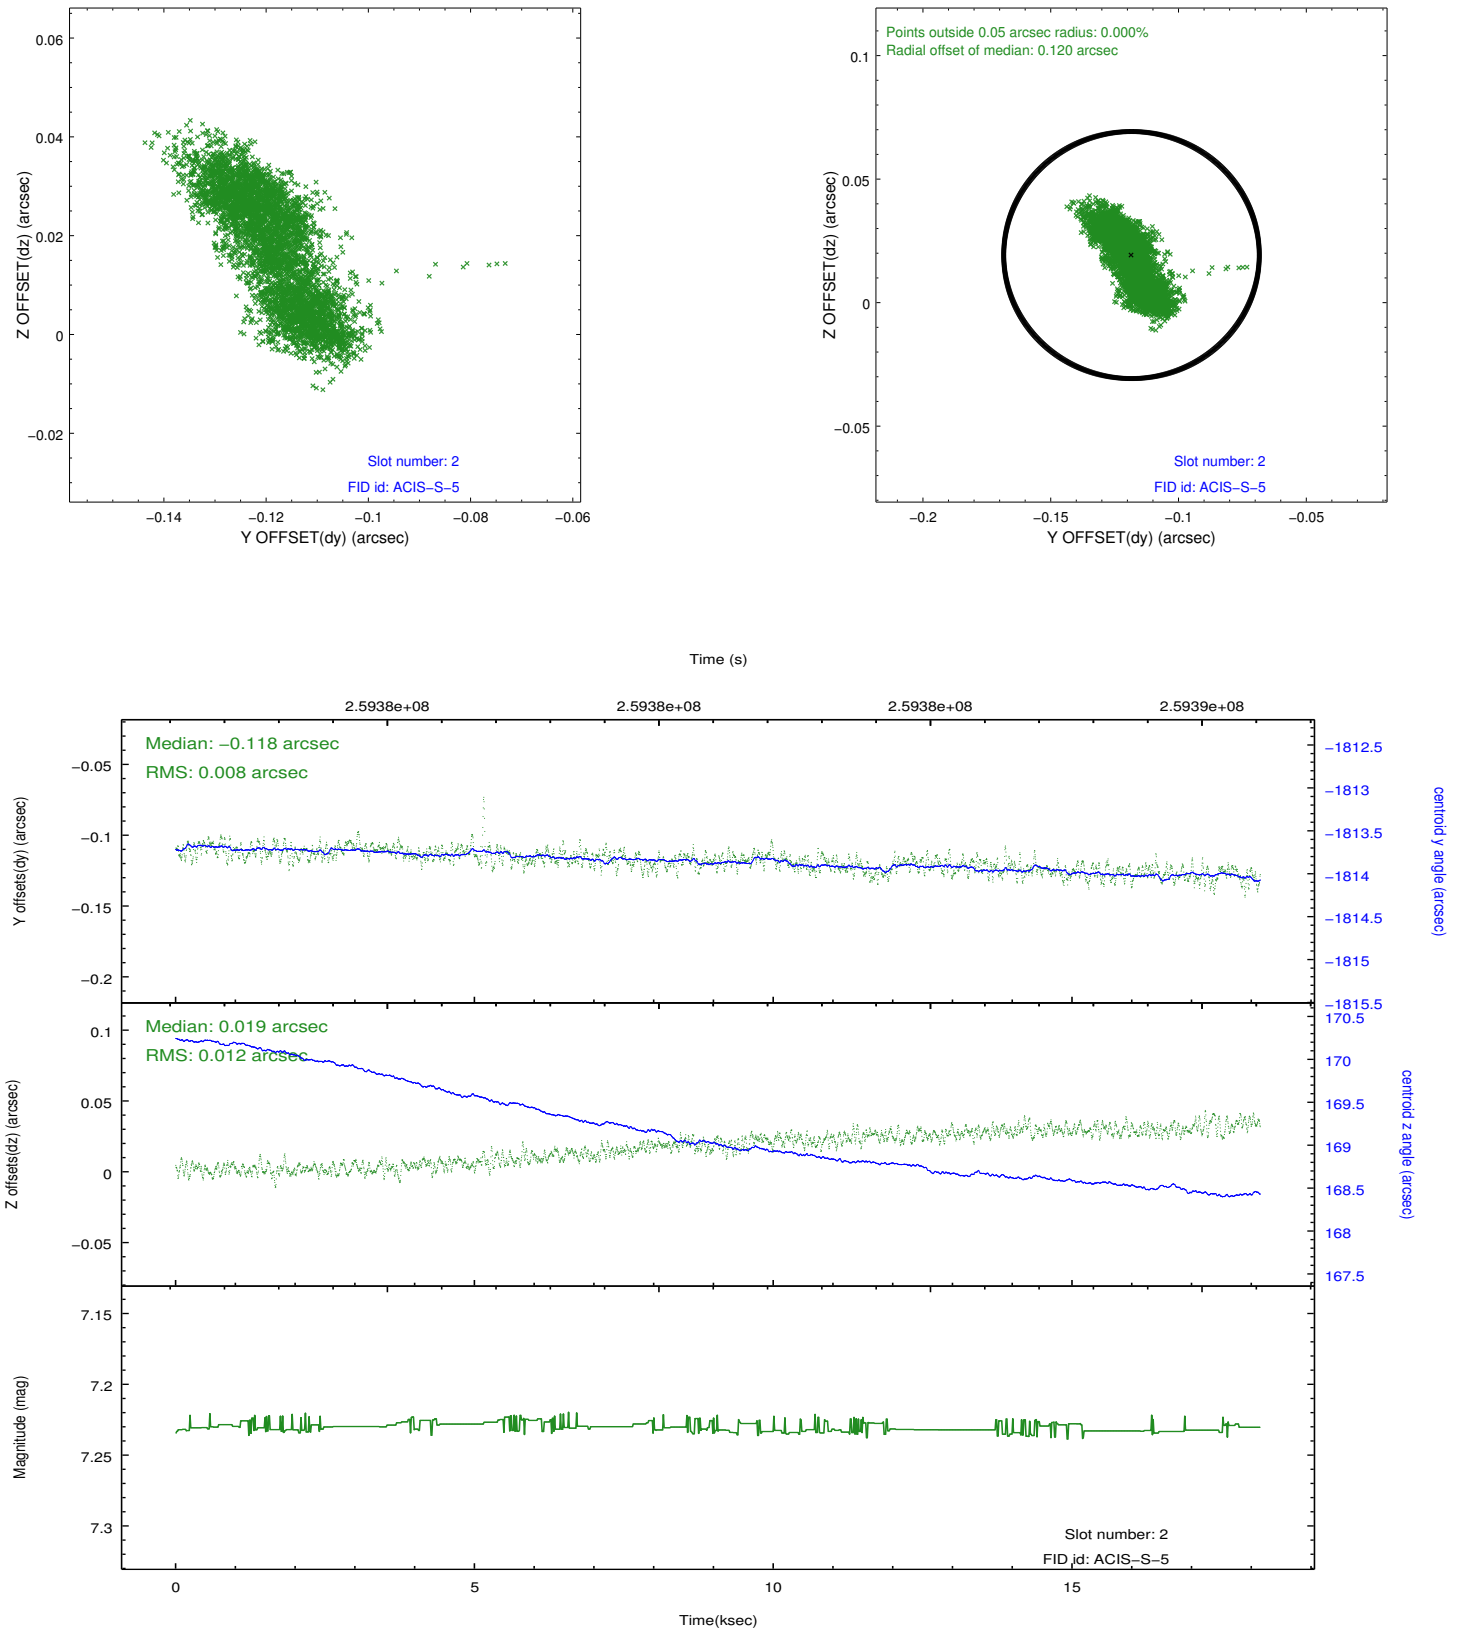 0.06
0.04
0.02
0
−0.02
Z OFFSET(dz) (arcsec)
Slot number: 2
FID id: ACIS−S−5
−0.14
−0.12
−0.1
−0.08
−0.06
Y OFFSET(dy) (arcsec)
Points outside 0.05 arcsec radius: 0.000%
Radial offset of median: 0.120 arcsec
0.1
0.05
0
−0.05
Z OFFSET(dz) (arcsec)
Slot number: 2
FID id: ACIS−S−5
−0.2
−0.15
−0.1
−0.05
Y OFFSET(dy) (arcsec)
Time (s)
2.5938e+08
2.5938e+08
2.5938e+08
2.5939e+08
Median: −0.118 arcsec
RMS: 0.008 arcsec
−0.05
−0.1
−0.15
−0.2
Y offsets(dy) (arcsec)
−1812.5
−1813
−1813.5
−1814
−1814.5
−1815
−1815.5
centroid y angle (arcsec)
Median: 0.019 arcsec
RMS: 0.012 arcsec
0.1
0.05
0
−0.05
Z offsets(dz) (arcsec)
170.5
170
169.5
169
168.5
168
167.5
centroid z angle (arcsec)
7.15
7.2
7.25
7.3
Magnitude (mag)
Slot number: 2
FID id: ACIS−S−5
0
5
10
15
Time(ksec)